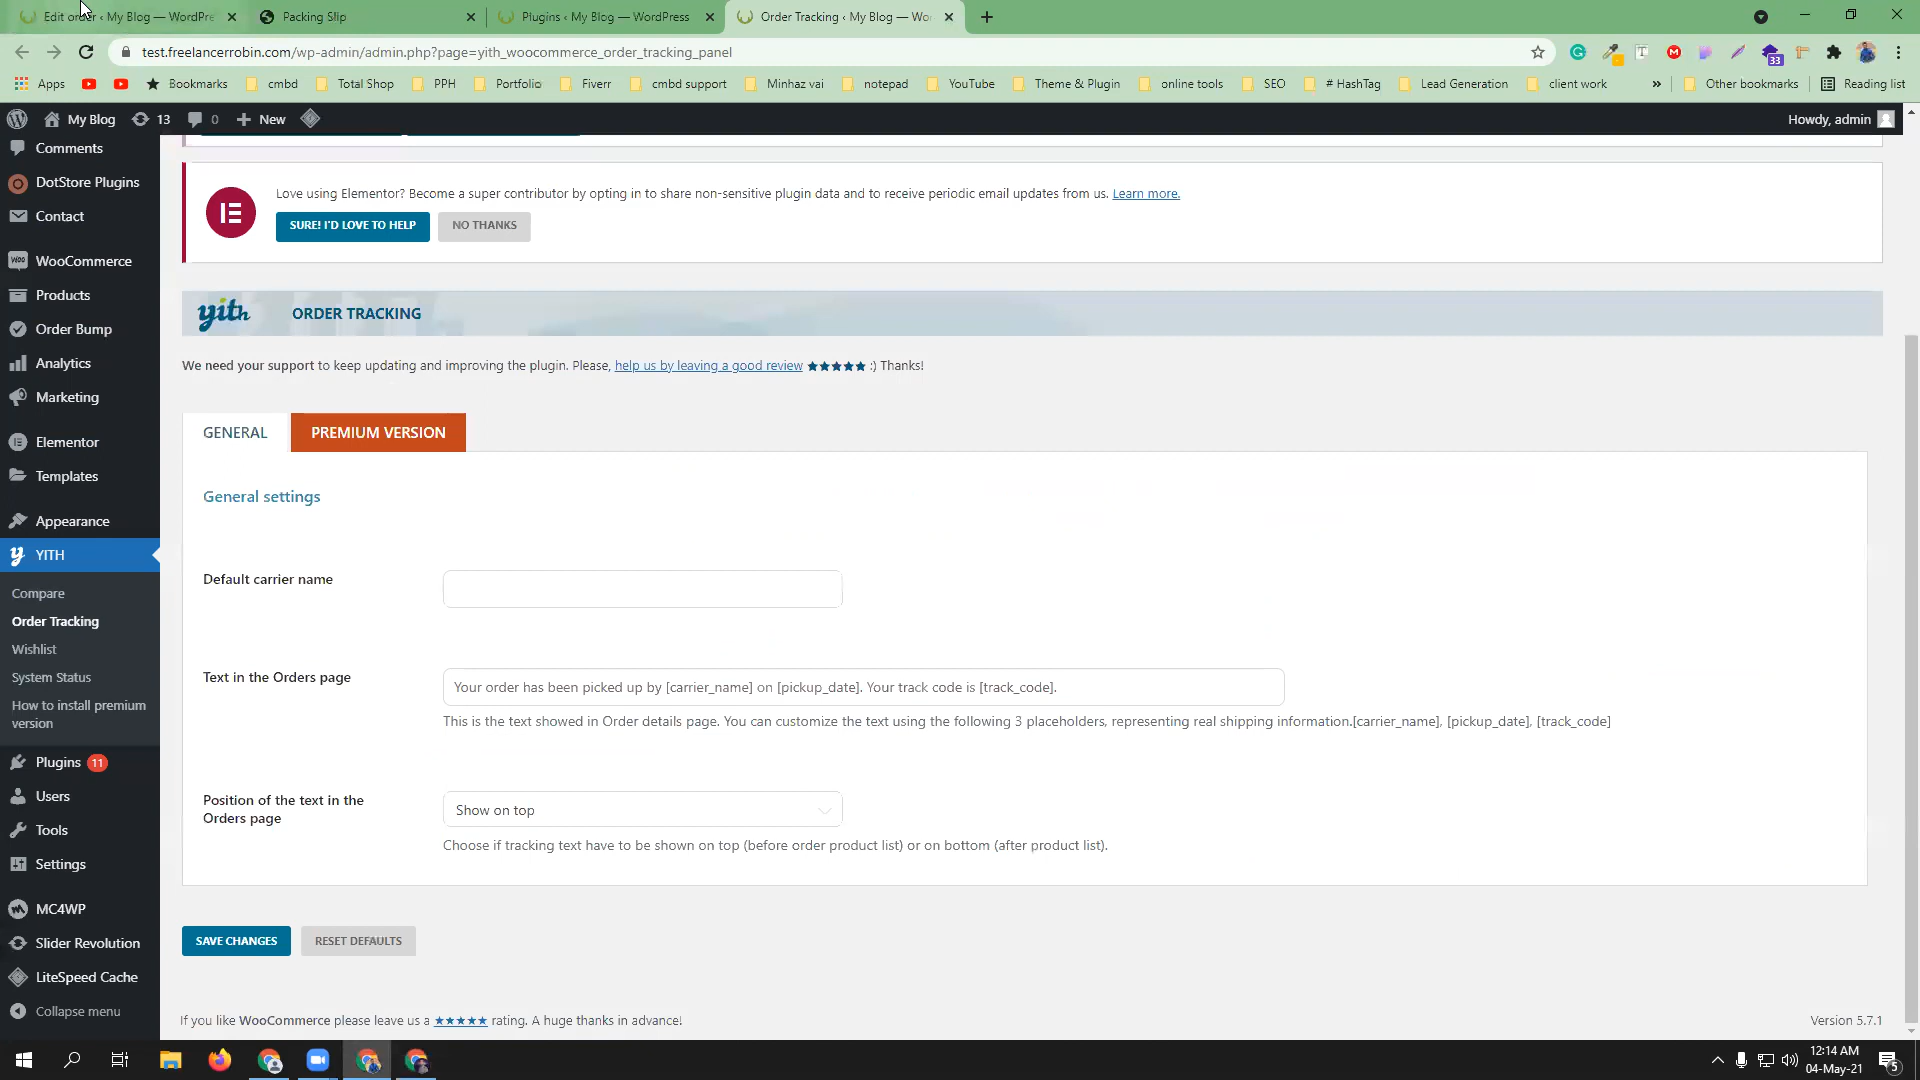 Edit order ‹ My Blog — WordPre
Packing Slip
Plugins ‹ My Blog — WordPress
Order Tracking ‹ My Blog — Wo
test.freelancerrobin.com/wp-admin/admin.php?page=yith_woocommerce_order_tracking_panel
33
Apps
Bookmarks
cmbd
Total Shop
PPH
Portfolio
Fiverr
cmbd support
Minhaz vai
notepad
YouTube
Theme & Plugin
online tools
SEO
# HashTag
Lead Generation
client work
»
Other bookmarks
Reading list
My Blog
13
0
New
Howdy, admin
Comments
DotStore Plugins
Contact
WooCommerce
Products
Order Bump
Analytics
Marketing
Elementor
Templates
Appearance
YITH
Compare
Order Tracking
Wishlist
System Status
How to install premium
version
Plugins 11
Users
Tools
Settings
MC4WP
Slider Revolution
LiteSpeed Cache
Collapse menu
Love using Elementor? Become a super contributor by opting in to share non-sensitive plugin data and to receive periodic email updates from us. Learn more.
SURE! I'D LOVE TO HELP
NO THANKS
yith
ORDER TRACKING
We need your support to keep updating and improving the plugin. Please, help us by leaving a good review ★★★★★ :) Thanks!
GENERAL
PREMIUM VERSION
General settings
Default carrier name
Text in the Orders page
Your order has been picked up by [carrier_name] on [pickup_date]. Your track code is [track_code].
This is the text showed in Order details page. You can customize the text using the following 3 placeholders, representing real shipping information.[carrier_name], [pickup_date], [track_code]
Position of the text in the
Orders page
Show on top
Choose if tracking text have to be shown on top (before order product list) or on bottom (after product list).
SAVE CHANGES
RESET DEFAULTS
If you like WooCommerce please leave us a ★★★★★ rating. A huge thanks in advance!
Version 5.7.1
12:14 AM
04-May-21
5